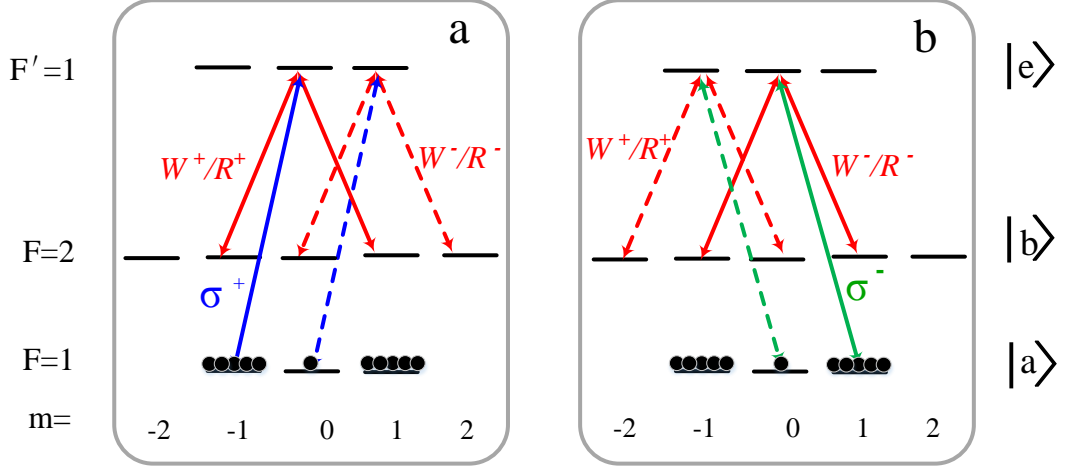 a
b
F'=1
|e>
W⁺/R⁺
W⁻/R⁻
W⁺/R⁺
W⁻/R⁻
F=2
|b>
σ⁺
σ⁻
F=1
|a>
m=
-2 -1 0 1 2
-2 -1 0 1 2